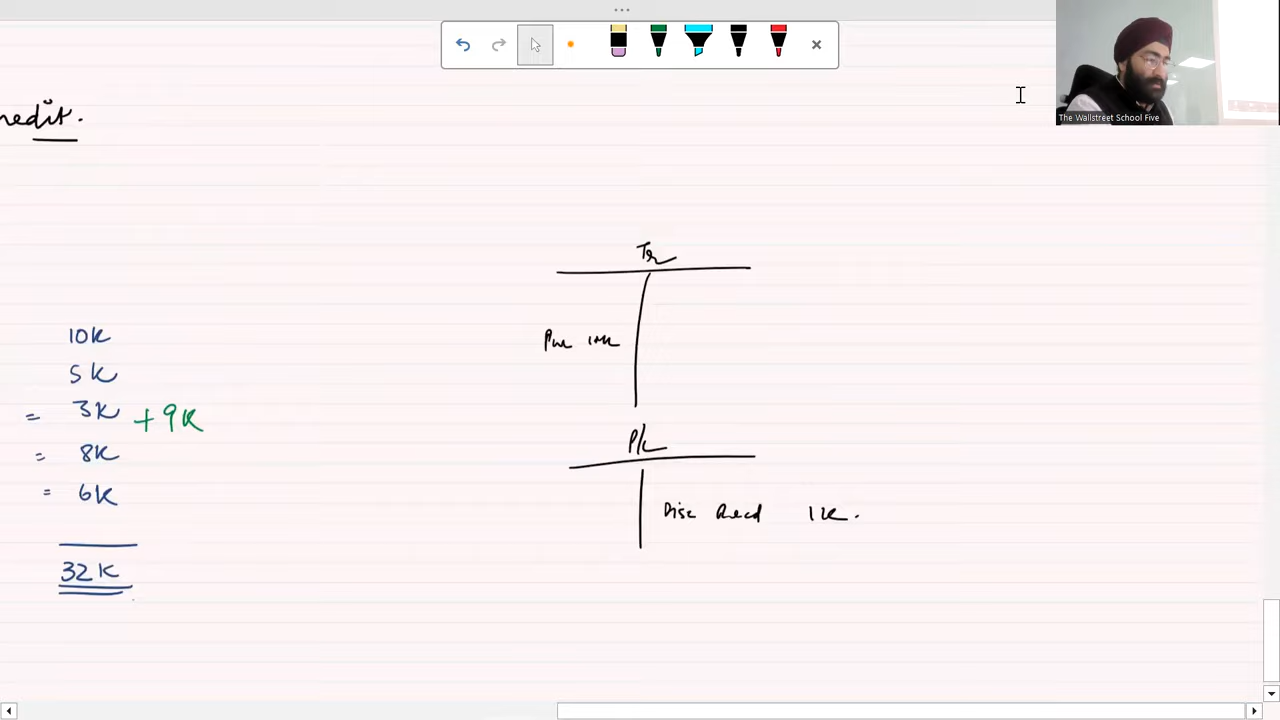 edit.
The Wallstreet School Five
Tr
10K
5K
= 3K + 9K
= 8K
= 6K
32K
Pur 10K
P/L
Disc Recd 1K.